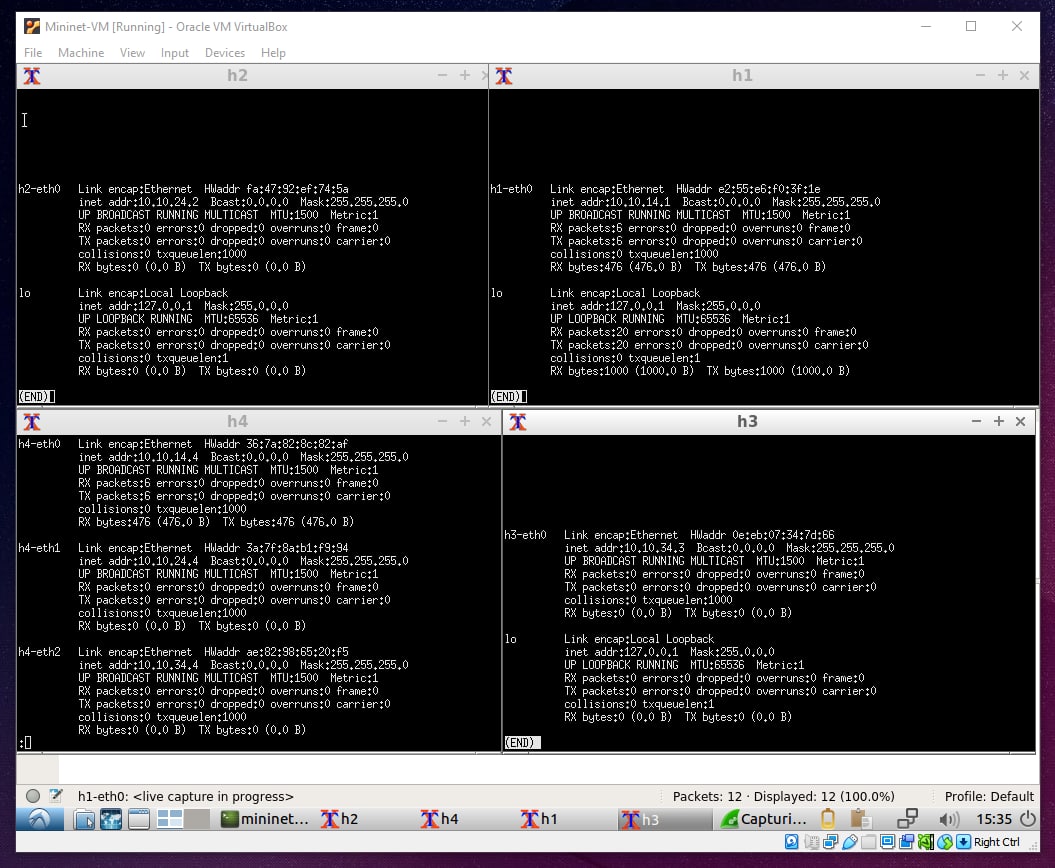 Mininet-VM [Running] - Oracle VM VirtualBox
File Machine View Input Devices Help
h2
h2-eth0 Link encap:Ethernet HWaddr fa:47:92:ef:74:5a
inet addr:10.10.24.2 Bcast:0.0.0.0 Mask:255.255.255.0
UP BROADCAST RUNNING MULTICAST MTU:1500 Metric:1
RX packets:0 errors:0 dropped:0 overruns:0 frame:0
TX packets:0 errors:0 dropped:0 overruns:0 carrier:0
collisions:0 txqueuelen:1000
RX bytes:0 (0.0 B) TX bytes:0 (0.0 B)
lo Link encap:Local Loopback
inet addr:127.0.0.1 Mask:255.0.0.0
UP LOOPBACK RUNNING MTU:65536 Metric:1
RX packets:0 errors:0 dropped:0 overruns:0 frame:0
TX packets:0 errors:0 dropped:0 overruns:0 carrier:0
collisions:0 txqueuelen:1
RX bytes:0 (0.0 B) TX bytes:0 (0.0 B)
(END)
h1
h1-eth0 Link encap:Ethernet HWaddr e2:55:e6:f0:3f:1e
inet addr:10.10.14.1 Bcast:0.0.0.0 Mask:255.255.255.0
UP BROADCAST RUNNING MULTICAST MTU:1500 Metric:1
RX packets:6 errors:0 dropped:0 overruns:0 frame:0
TX packets:6 errors:0 dropped:0 overruns:0 carrier:0
collisions:0 txqueuelen:1000
RX bytes:476 (476.0 B) TX bytes:476 (476.0 B)
lo Link encap:Local Loopback
inet addr:127.0.0.1 Mask:255.0.0.0
UP LOOPBACK RUNNING MTU:65536 Metric:1
RX packets:20 errors:0 dropped:0 overruns:0 frame:0
TX packets:20 errors:0 dropped:0 overruns:0 carrier:0
collisions:0 txqueuelen:1
RX bytes:1000 (1000.0 B) TX bytes:1000 (1000.0 B)
(END)
h4
h4-eth0 Link encap:Ethernet HWaddr 36:7a:82:8c:82:af
inet addr:10.10.14.4 Bcast:0.0.0.0 Mask:255.255.255.0
UP BROADCAST RUNNING MULTICAST MTU:1500 Metric:1
RX packets:6 errors:0 dropped:0 overruns:0 frame:0
TX packets:6 errors:0 dropped:0 overruns:0 carrier:0
collisions:0 txqueuelen:1000
RX bytes:476 (476.0 B) TX bytes:476 (476.0 B)
h4-eth1 Link encap:Ethernet HWaddr 3a:7f:8a:b1:f9:94
inet addr:10.10.24.4 Bcast:0.0.0.0 Mask:255.255.255.0
UP BROADCAST RUNNING MULTICAST MTU:1500 Metric:1
RX packets:0 errors:0 dropped:0 overruns:0 frame:0
TX packets:0 errors:0 dropped:0 overruns:0 carrier:0
collisions:0 txqueuelen:1000
RX bytes:0 (0.0 B) TX bytes:0 (0.0 B)
h4-eth2 Link encap:Ethernet HWaddr ae:82:98:65:20:f5
inet addr:10.10.34.4 Bcast:0.0.0.0 Mask:255.255.255.0
UP BROADCAST RUNNING MULTICAST MTU:1500 Metric:1
RX packets:0 errors:0 dropped:0 overruns:0 frame:0
TX packets:0 errors:0 dropped:0 overruns:0 carrier:0
collisions:0 txqueuelen:1000
RX bytes:0 (0.0 B) TX bytes:0 (0.0 B)
:
h3
h3-eth0 Link encap:Ethernet HWaddr 0e:eb:07:34:7d:66
inet addr:10.10.34.3 Bcast:0.0.0.0 Mask:255.255.255.0
UP BROADCAST RUNNING MULTICAST MTU:1500 Metric:1
RX packets:0 errors:0 dropped:0 overruns:0 frame:0
TX packets:0 errors:0 dropped:0 overruns:0 carrier:0
collisions:0 txqueuelen:1000
RX bytes:0 (0.0 B) TX bytes:0 (0.0 B)
lo Link encap:Local Loopback
inet addr:127.0.0.1 Mask:255.0.0.0
UP LOOPBACK RUNNING MTU:65536 Metric:1
RX packets:0 errors:0 dropped:0 overruns:0 frame:0
TX packets:0 errors:0 dropped:0 overruns:0 carrier:0
collisions:0 txqueuelen:1
RX bytes:0 (0.0 B) TX bytes:0 (0.0 B)
(END)
h1-eth0: <live capture in progress> Packets: 12 · Displayed: 12 (100.0%) Profile: Default
mininet... h2 h4 h1 h3 Capturi... 15:35
Right Ctrl